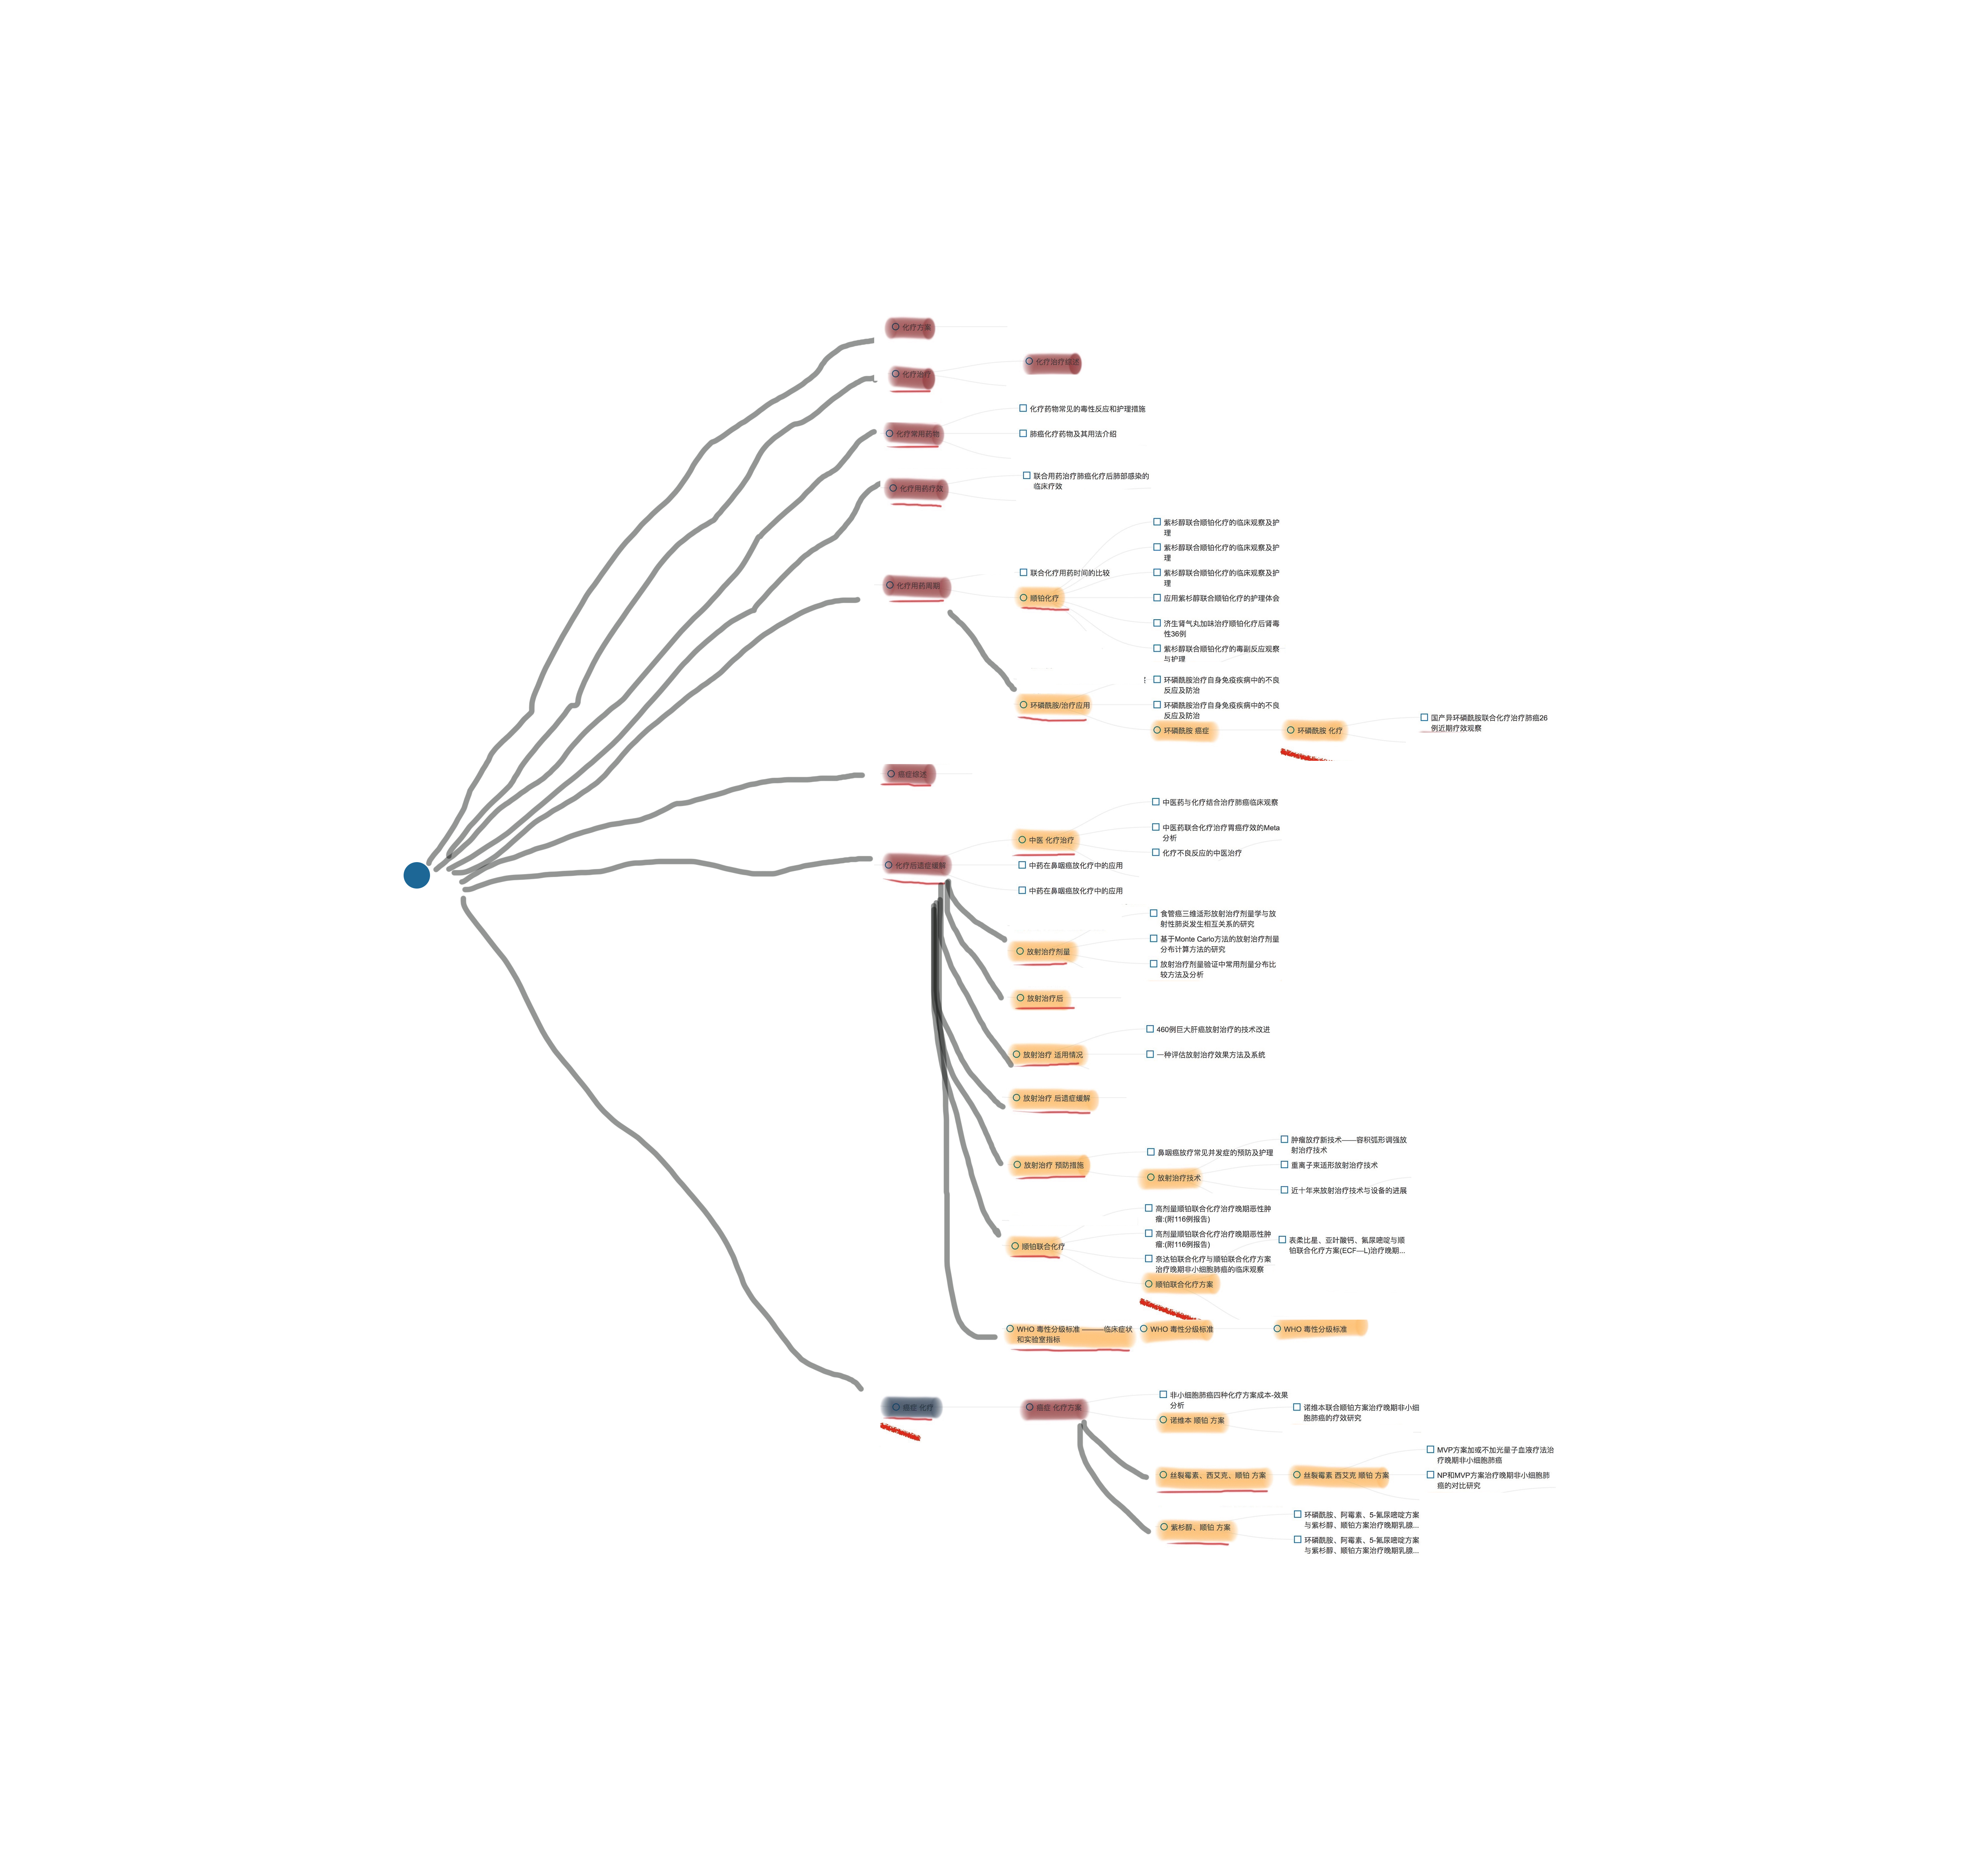 化疗方案
化疗治疗
化疗治疗综述
化疗药物常见的毒性反应和护理措施
化疗常用药物
肺癌化疗药物及其用法介绍
联合用药治疗肺癌化疗后肺部感染的
临床疗效
化疗用药疗效
紫杉醇联合顺铂化疗的临床观察及护
理
紫杉醇联合顺铂化疗的临床观察及护
理
联合化疗用药时间的比较
紫杉醇联合顺铂化疗的临床观察及护
理
化疗用药周期
顺铂化疗
应用紫杉醇联合顺铂化疗的护理体会
济生肾气丸加味治疗顺铂化疗后肾毒
性36例
紫杉醇联合顺铂化疗的毒副反应观察
与护理
环磷酰胺治疗自身免疫疾病中的不良
反应及防治
环磷酰胺/治疗应用
环磷酰胺治疗自身免疫疾病中的不良
反应及防治
环磷酰胺 癌症
环磷酰胺 化疗
国产异环磷酰胺联合化疗治疗肺癌26
例近期疗效观察
癌症综述
中医药与化疗结合治疗肺癌临床观察
中医 化疗治疗
中医药联合化疗治疗胃癌疗效的Meta
分析
化疗不良反应的中医治疗
化疗后遗症缓解
中药在鼻咽癌放化疗中的应用
中药在鼻咽癌放化疗中的应用
食管癌三维适形放射治疗剂量学与放
射性肺炎发生相互关系的研究
放射治疗剂量
基于Monte Carlo方法的放射治疗剂量
分布计算方法的研究
放射治疗剂量验证中常用剂量分布比
较方法及分析
放射治疗后
460例巨大肝癌放射治疗的技术改进
放射治疗 适用情况
一种评估放射治疗效果方法及系统
放射治疗 后遗症缓解
肿瘤放疗新技术——容积弧形调强放
射治疗技术
鼻咽癌放疗常见并发症的预防及护理
放射治疗 预防措施
重离子束适形放射治疗技术
放射治疗技术
近十年来放射治疗技术与设备的进展
高剂量顺铂联合化疗治疗晚期恶性肿
瘤:(附116例报告)
高剂量顺铂联合化疗治疗晚期恶性肿
瘤:(附116例报告)
表柔比星、亚叶酸钙、氟尿嘧啶与顺
铂联合化疗方案(ECF—L)治疗晚期...
顺铂联合化疗
奈达铂联合化疗与顺铂联合化疗方案
治疗晚期非小细胞肺癌的临床观察
顺铂联合化疗方案
WHO 毒性分级标准 ———临床症状
和实验室指标
WHO 毒性分级标准
WHO 毒性分级标准
非小细胞肺癌四种化疗方案成本-效果
分析
癌症 化疗
癌症 化疗方案
诺维本 顺铂 方案
诺维本联合顺铂方案治疗晚期非小细
胞肺癌的疗效研究
MVP方案加或不加光量子血液疗法治
疗晚期非小细胞肺癌
丝裂霉素、西艾克、顺铂 方案
丝裂霉素 西艾克 顺铂 方案
NP和MVP方案治疗晚期非小细胞肺
癌的对比研究
环磷酰胺、阿霉素、5-氟尿嘧啶方案
与紫杉醇、顺铂方案治疗晚期乳腺...
紫杉醇、顺铂 方案
环磷酰胺、阿霉素、5-氟尿嘧啶方案
与紫杉醇、顺铂方案治疗晚期乳腺...